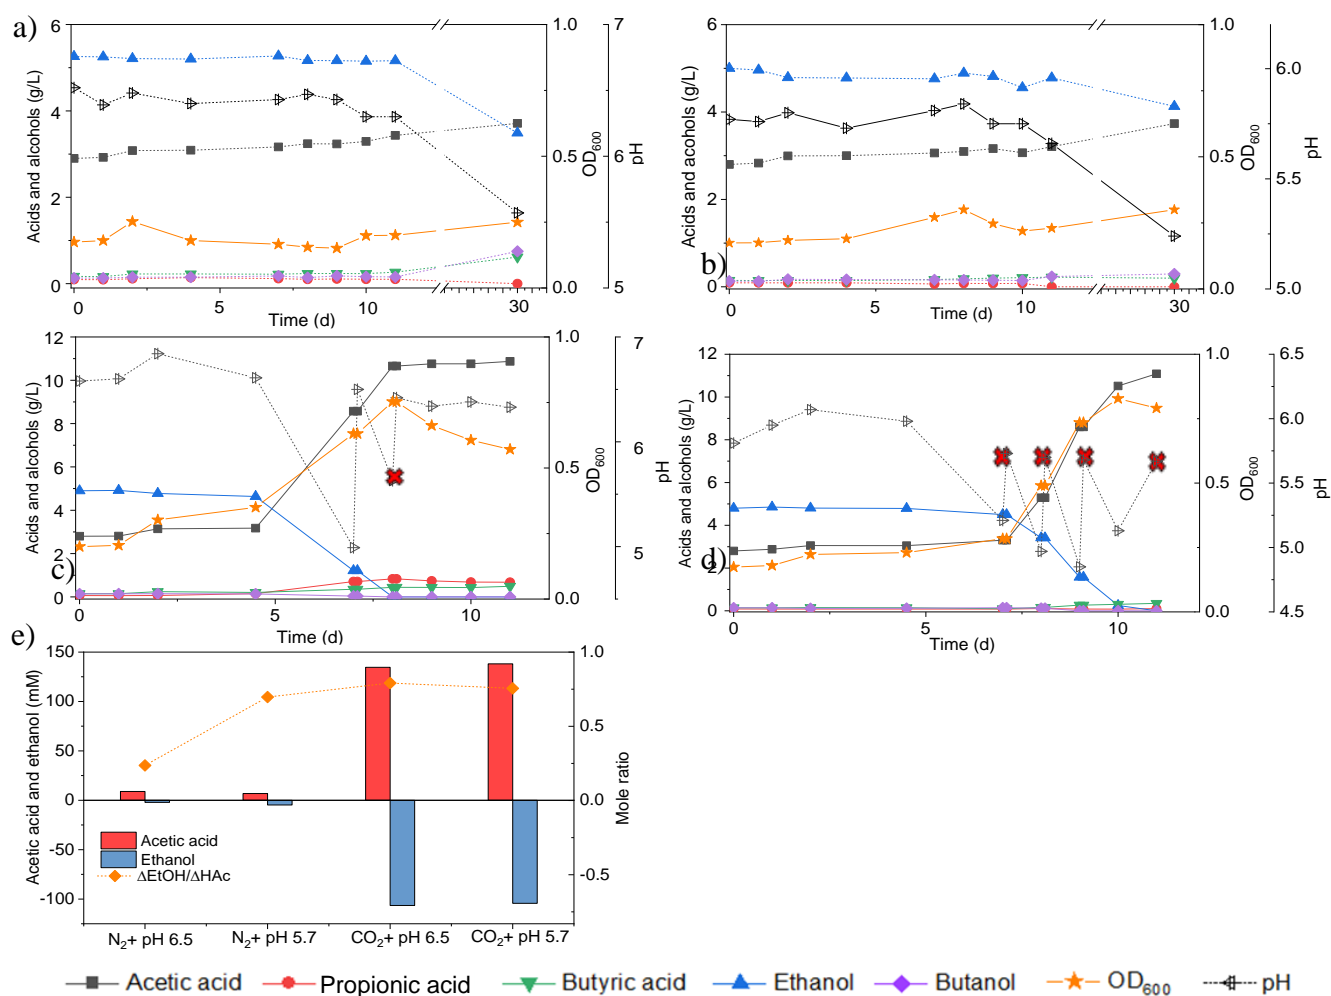 a)
6
4
2
0
Acids and alcohols (g/L)
0
5
10
30
Time (d)
1.0
0.5
0.0
OD600
7
6
5
pH
b)
6
4
2
0
Acids and acohols (g/L)
0
5
10
30
Time (d)
1.0
0.5
0.0
OD600
6.0
5.5
5.0
pH
c)
12
10
8
6
4
2
0
Acids and alcohols (g/L)
0
5
10
Time (d)
1.0
0.5
0.0
OD600
7
6
5
pH
d)
12
10
8
6
4
2
0
Acids and alcohols (g/L)
0
5
10
Time (d)
1.0
0.5
0.0
OD600
6.5
6.0
5.5
5.0
4.5
pH
e)
150
100
50
0
-50
-100
Acetic acid and ethanol (mM)
1.0
0.5
0.0
-0.5
Mole ratio
Acetic acid
Ethanol
ΔEtOH/ΔHAc
N2+ pH 6.5
N2+ pH 5.7
CO2+ pH 6.5
CO2+ pH 5.7
Acetic acid
Propionic acid
Butyric acid
Ethanol
Butanol
OD600
pH